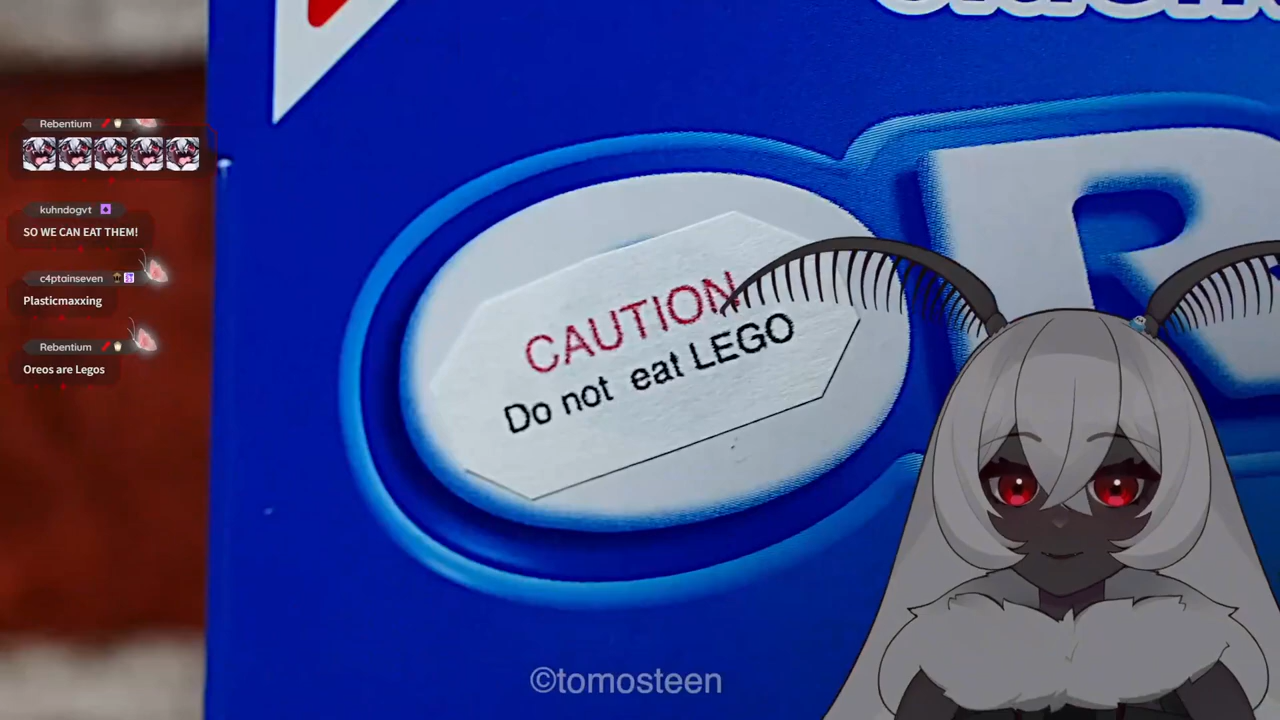 Rebentium
kuhndogvt
SO WE CAN EAT THEM!
c4ptainseven
Plasticmaxxing
Rebentium
Oreos are Legos
CAUTION
Do not eat LEGO
©tomosteen